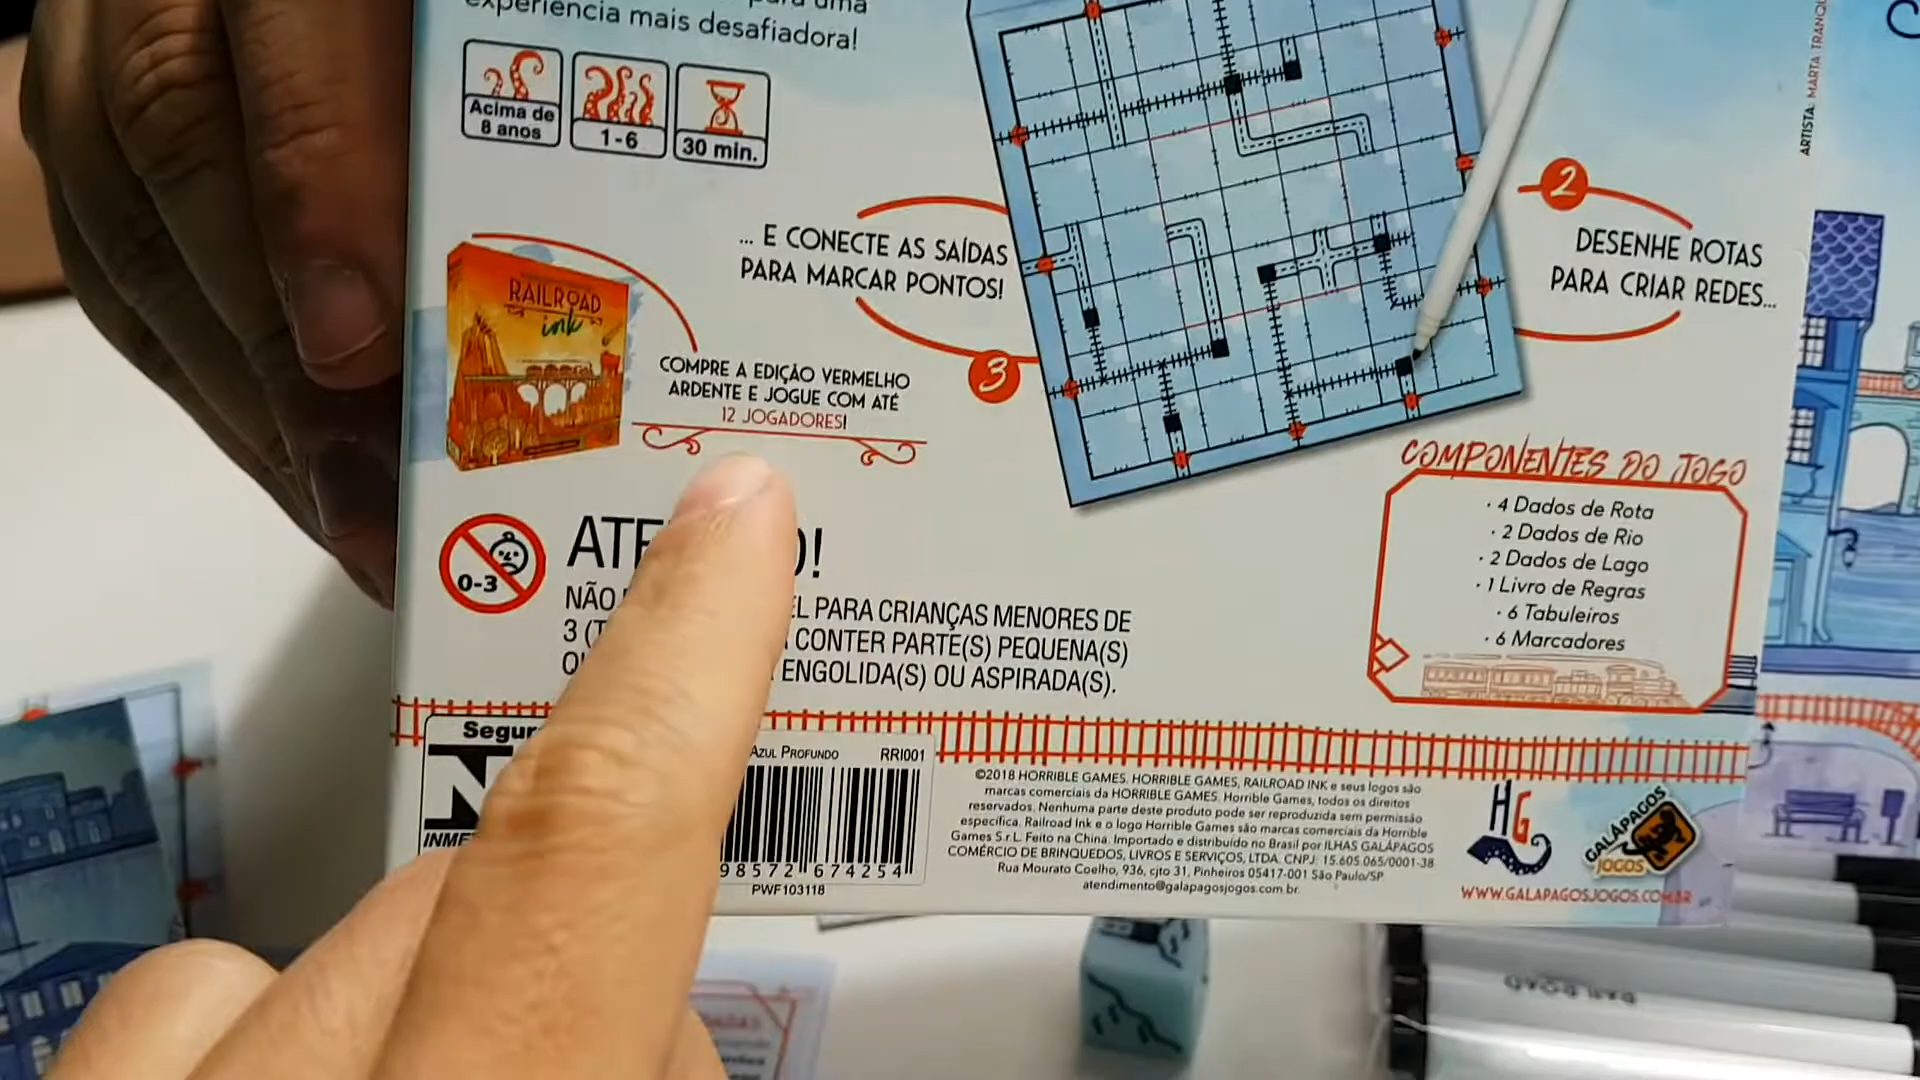 experiência mais desafiadora!
Acima de
8 anos
1-6
30 min.
ARTISTA: MARTA
... E CONECTE AS SAÍDAS
PARA MARCAR PONTOS!
3
2
DESENHE ROTAS
PARA CRIAR REDES...
RAILROAD
ink
COMPRE A EDIÇÃO VERMELHO
ARDENTE E JOGUE COM ATÉ
12 JOGADORES!
COMPONENTES DO JOGO
• 4 Dados de Rota
• 2 Dados de Rio
• 2 Dados de Lago
• 1 Livro de Regras
• 6 Tabuleiros
• 6 Marcadores
0-3
NÃO PARA CRIANÇAS MENORES DE
3 CONTER PARTE(S) PEQUENA(S)
ENGOLIDA(S) OU ASPIRADA(S).
AZUL PROFUNDO RRI001
98572 674254
PWF103118
©2018 HORRIBLE GAMES. HORRIBLE GAMES, RAILROAD INK e seus logos são
marcas comerciais da HORRIBLE GAMES. Horrible Games, todos os direitos
reservados. Nenhuma parte deste produto pode ser reproduzida sem permissão
específica. Railroad Ink e o logo Horrible Games são marcas comerciais da Horrible
Games S.r.L. Feito na China. Importado e distribuído no Brasil por ILHAS GALÁPAGOS
COMÉRCIO DE BRINQUEDOS, LIVROS E SERVIÇOS, LTDA. CNPJ: 15.605.065/0001-38
Rua Mourato Coelho, 936, cjto 31, Pinheiros 05417-001 São Paulo/SP
atendimento@galapagosjogos.com.br.
HG
GALÁPAGOS
JOGOS
WWW.GALAPAGOSJOGOS.COM.BR